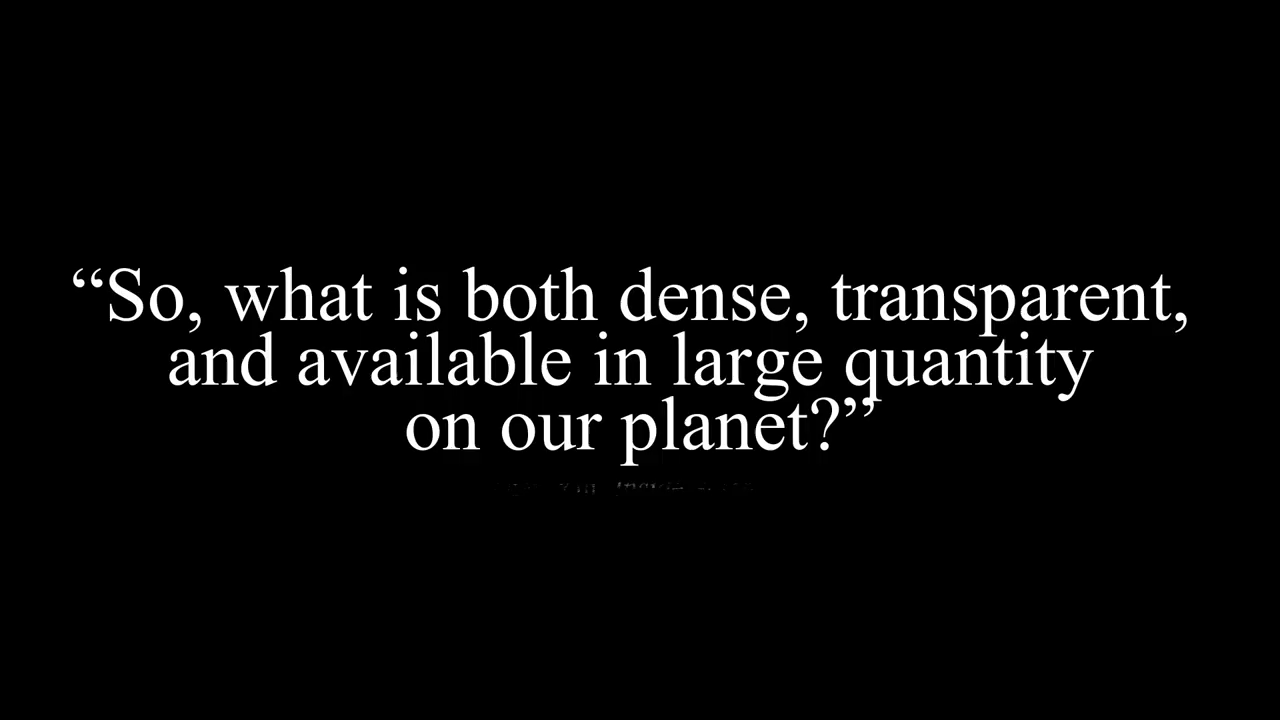 “So, what is both dense, transparent,
and available in large quantity
on our planet?”